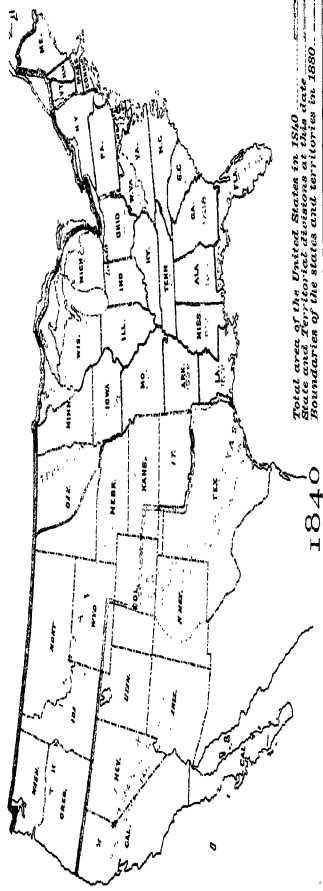 ME.
N.Y.
PA.
VA.
W.VA.
N.C.
S.C.
GA.
FLA.
OHIO
KY.
TENN
ALA
MICH
IND
ILL.
MISS.
WIS.
IOWA
MO.
ARK.
MINN
DAK.
NEBR.
KANS.
I.T.
TEX.
MONT
WYO
COL.
N.MEX.
IDA
UTAH
ARIZ.
WASH.
OREG.
NEV.
CAL.
CAL
1840
Total area of the United States in 1840
State and Territorial divisions at this date
Boundaries of the states and territories in 1880